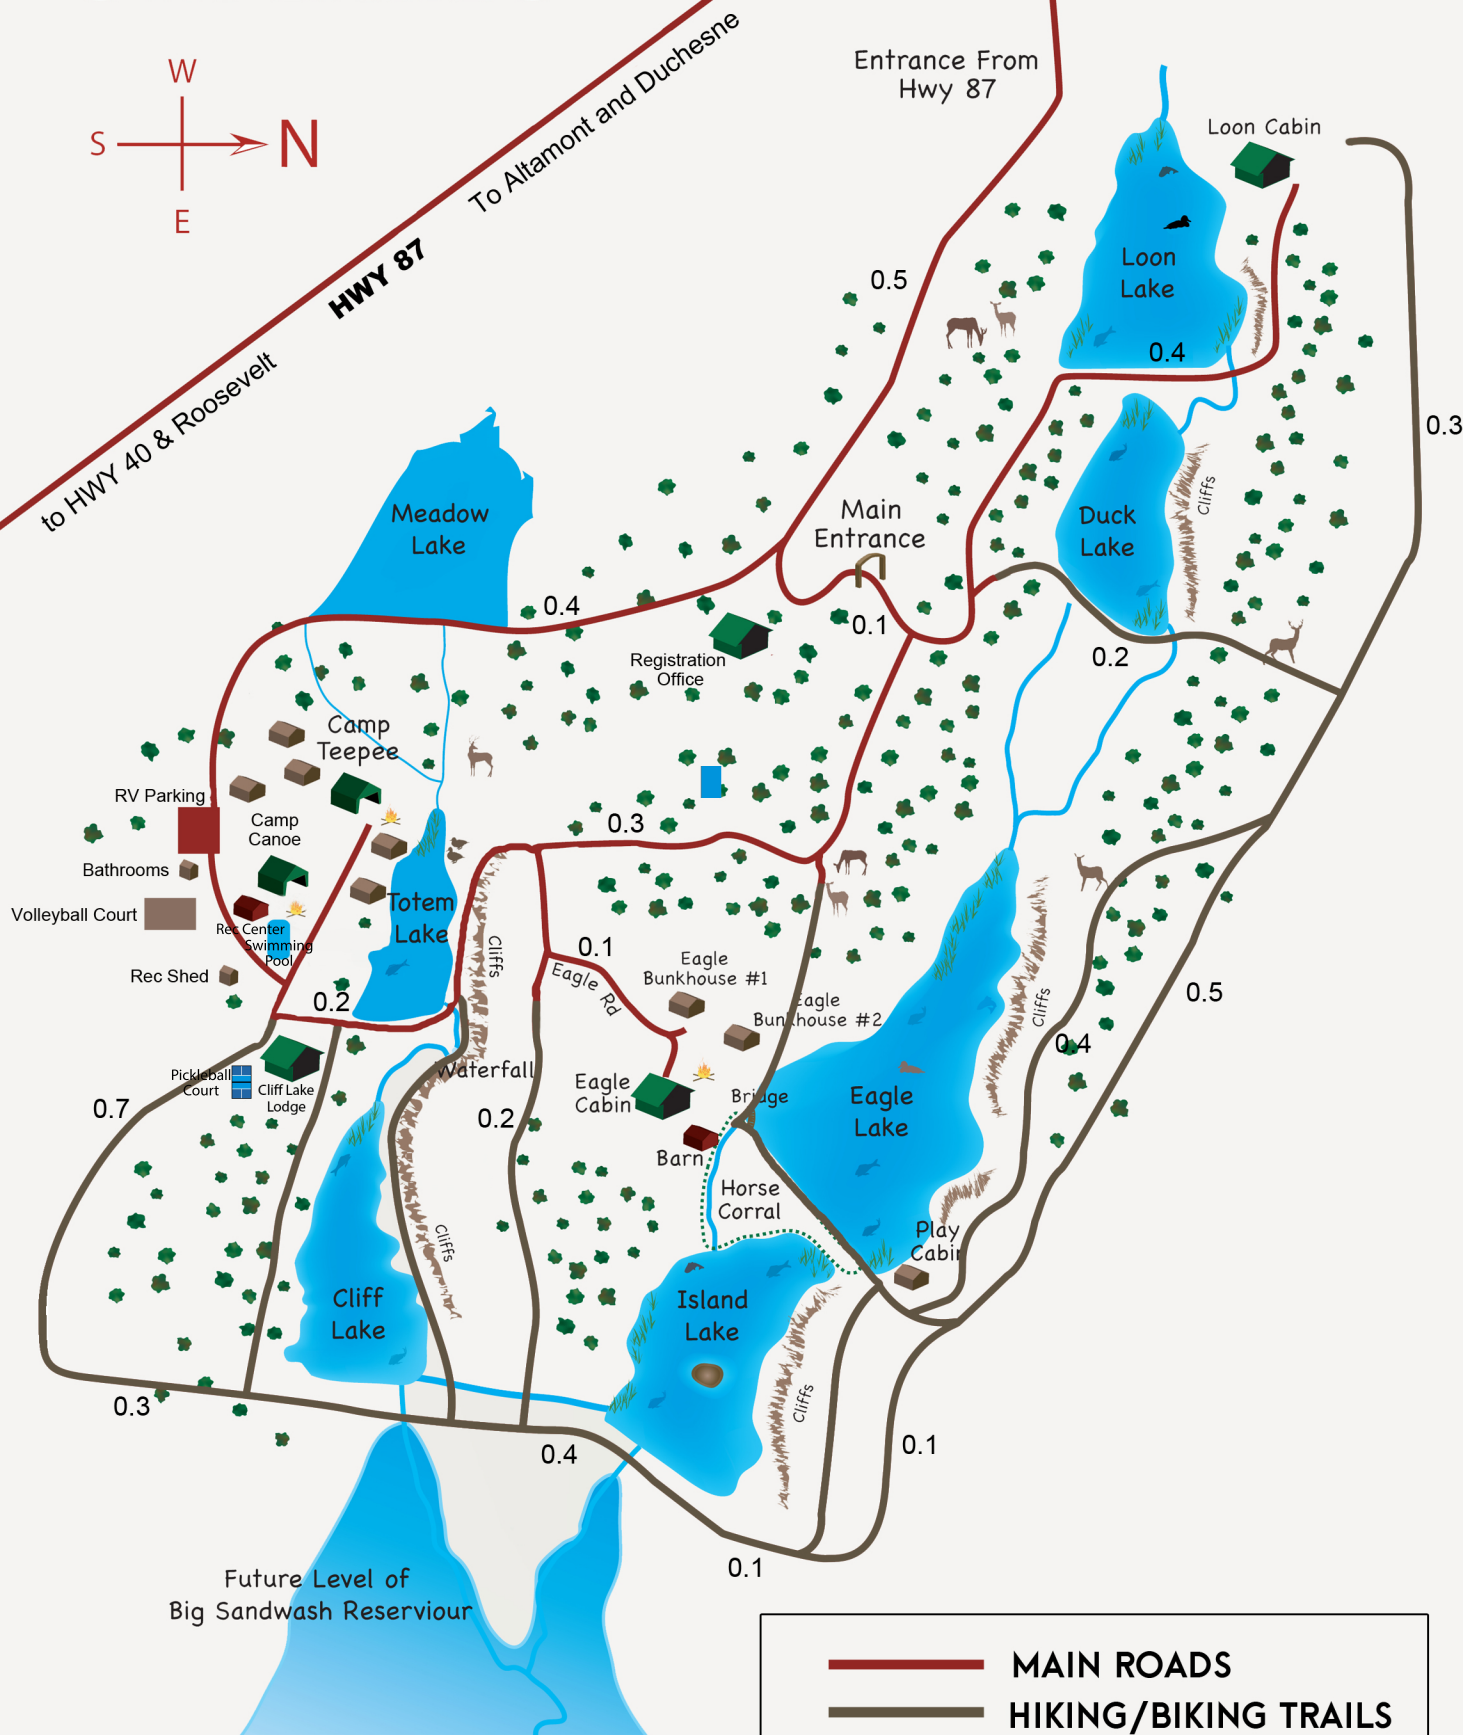 Entrance From
Hwy 87
W
S
N
E
To Altamont and Duchesne
HWY 87
to HWY 40 & Roosevelt
Loon Cabin
Loon
Lake
0.5
0.4
0.3
Meadow
Lake
Main
Entrance
Duck
Lake
Cliffs
0.4
0.1
0.2
Registration
Office
Camp
Teepee
RV Parking
Camp
Canoe
0.3
Bathrooms
Volleyball Court
Totem
Lake
Rec Center
Swimming
Pool
Rec Shed
Cliffs
0.1
Eagle Rd
Eagle
Bunkhouse #1
Eagle
Bunkhouse #2
Cliffs
0.5
0.2
0.4
Pickleball
Court
Cliff Lake
Lodge
Waterfall
Eagle
Cabin
Bridge
Eagle
Lake
0.7
0.2
Barn
Horse
Corral
Play
Cabin
Cliffs
Cliff
Lake
Island
Lake
Cliffs
0.3
0.4
0.1
0.1
Future Level of
Big Sandwash Reserviour
MAIN ROADS
HIKING/BIKING TRAILS